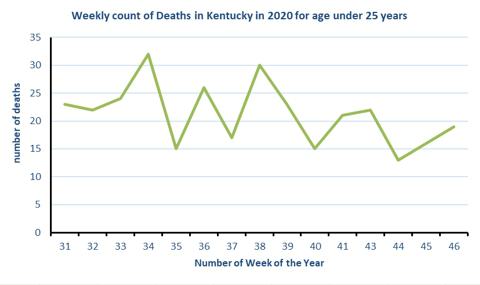 Weekly count of Deaths in Kentucky in 2020 for age under 25 years
35
30
25
20
15
10
5
0
number of deaths
31 32 33 34 35 36 37 38 39 40 41 43 44 45 46
Number of Week of the Year